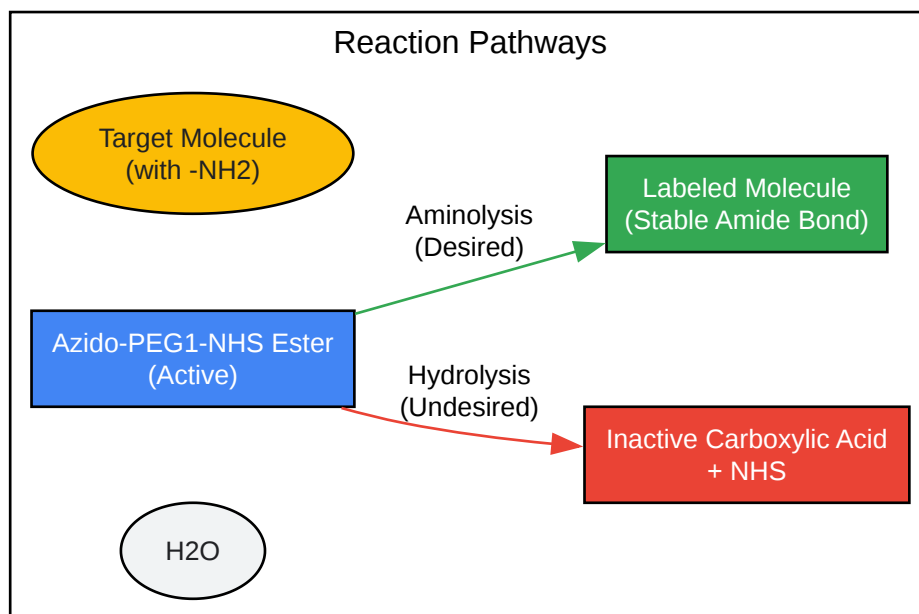 Reaction Pathways
Target Molecule
(with -NH2)
Labeled Molecule
(Stable Amide Bond)
Aminolysis
(Desired)
Azido-PEG1-NHS Ester
(Active)
Hydrolysis
(Undesired)
Inactive Carboxylic Acid
+ NHS
H2O